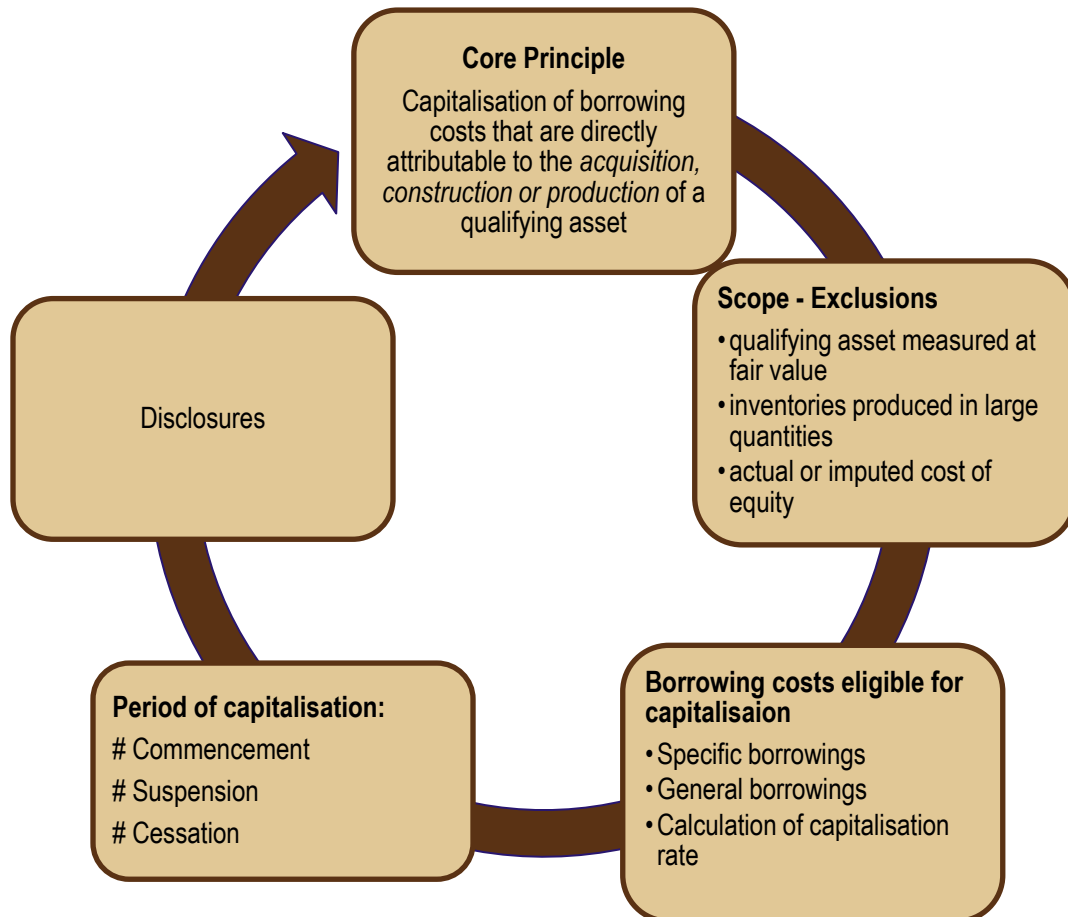 Core Principle
Capitalisation of borrowing
costs that are directly
attributable to the acquisition,
construction or production of a
qualifying asset
Scope - Exclusions
• qualifying asset measured at
fair value
• inventories produced in large
quantities
• actual or imputed cost of
equity
Borrowing costs eligible for
capitalisaion
• Specific borrowings
• General borrowings
• Calculation of capitalisation
rate
Period of capitalisation:
# Commencement
# Suspension
# Cessation
Disclosures